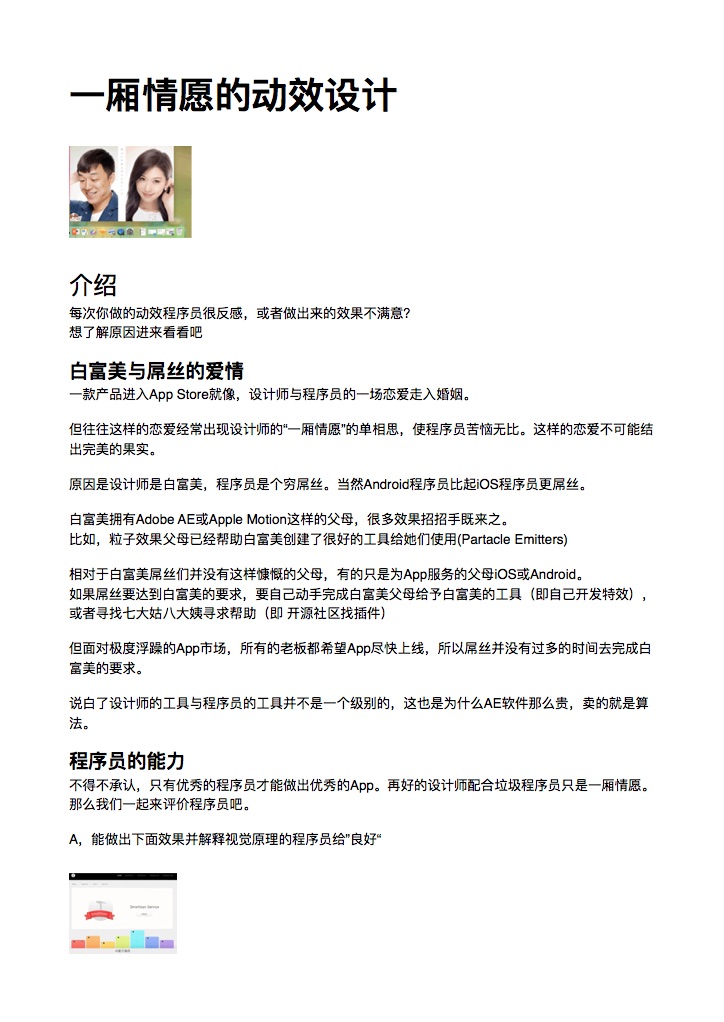 一厢情愿的动效设计
介绍
每次你做的动效程序员很反感，或者做出来的效果不满意？
想了解原因进来看看吧
白富美与屌丝的爱情
一款产品进入App Store就像，设计师与程序员的一场恋爱走入婚姻。
但往往这样的恋爱经常出现设计师的“一厢情愿”的单相思，使程序员苦恼无比。这样的恋爱不可能结
出完美的果实。
原因是设计师是白富美，程序员是个穷屌丝。当然Android程序员比起iOS程序员更屌丝。
白富美拥有Adobe AE或Apple Motion这样的父母，很多效果招招手既来之。
比如，粒子效果父母已经帮助白富美创建了很好的工具给她们使用(Partacle Emitters)
相对于白富美屌丝们并没有这样慷慨的父母，有的只是为App服务的父母iOS或Android。
如果屌丝要达到白富美的要求，要自己动手完成白富美父母给予白富美的工具（即自己开发特效），
或者寻找七大姑八大姨寻求帮助（即 开源社区找插件）
但面对极度浮躁的App市场，所有的老板都希望App尽快上线，所以屌丝并没有过多的时间去完成白
富美的要求。
说白了设计师的工具与程序员的工具并不是一个级别的，这也是为什么AE软件那么贵，卖的就是算
法。
程序员的能力
不得不承认，只有优秀的程序员才能做出优秀的App。再好的设计师配合垃圾程序员只是一厢情愿。
那么我们一起来评价程序员吧。
A，能做出下面效果并解释视觉原理的程序员给”良好“